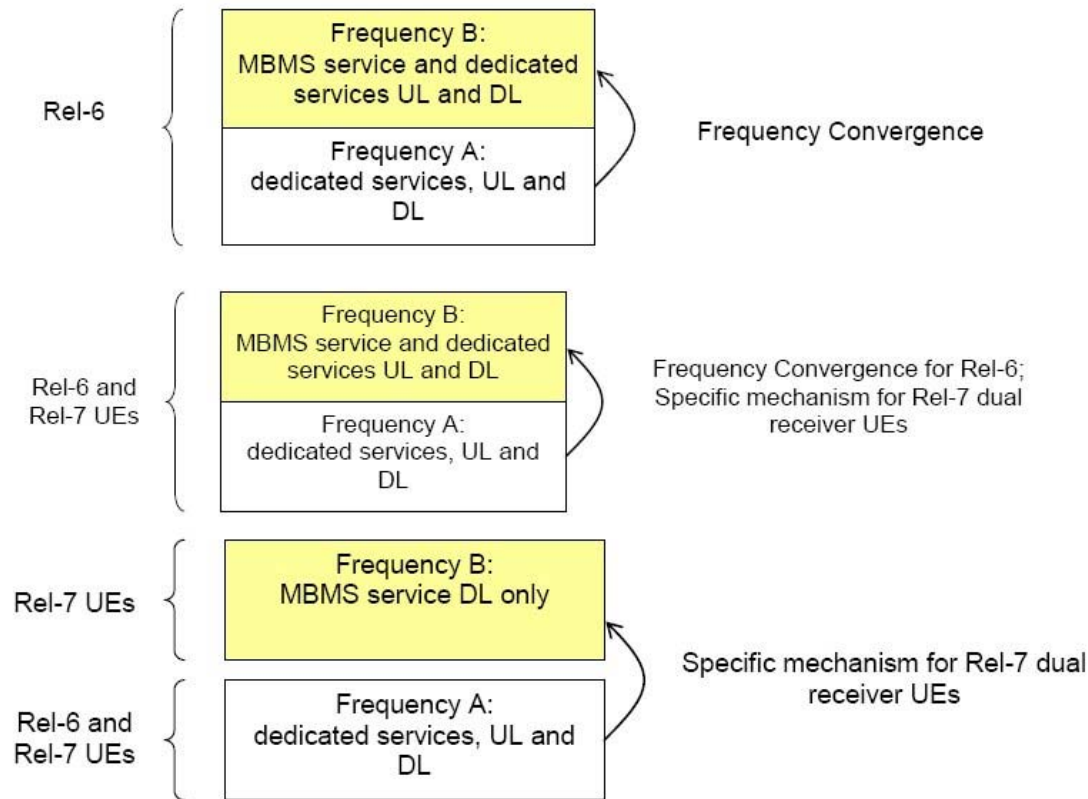 Rel-6
Frequency B:
MBMS service and dedicated
services UL and DL
Frequency A:
dedicated services, UL and
DL
Frequency Convergence
Rel-6 and
Rel-7 UEs
Frequency B:
MBMS service and dedicated
services UL and DL
Frequency A:
dedicated services, UL and
DL
Frequency Convergence for Rel-6;
Specific mechanism for Rel-7 dual
receiver UEs
Rel-7 UEs
Frequency B:
MBMS service DL only
Rel-6 and
Rel-7 UEs
Frequency A:
dedicated services, UL and
DL
Specific mechanism for Rel-7 dual
receiver UEs